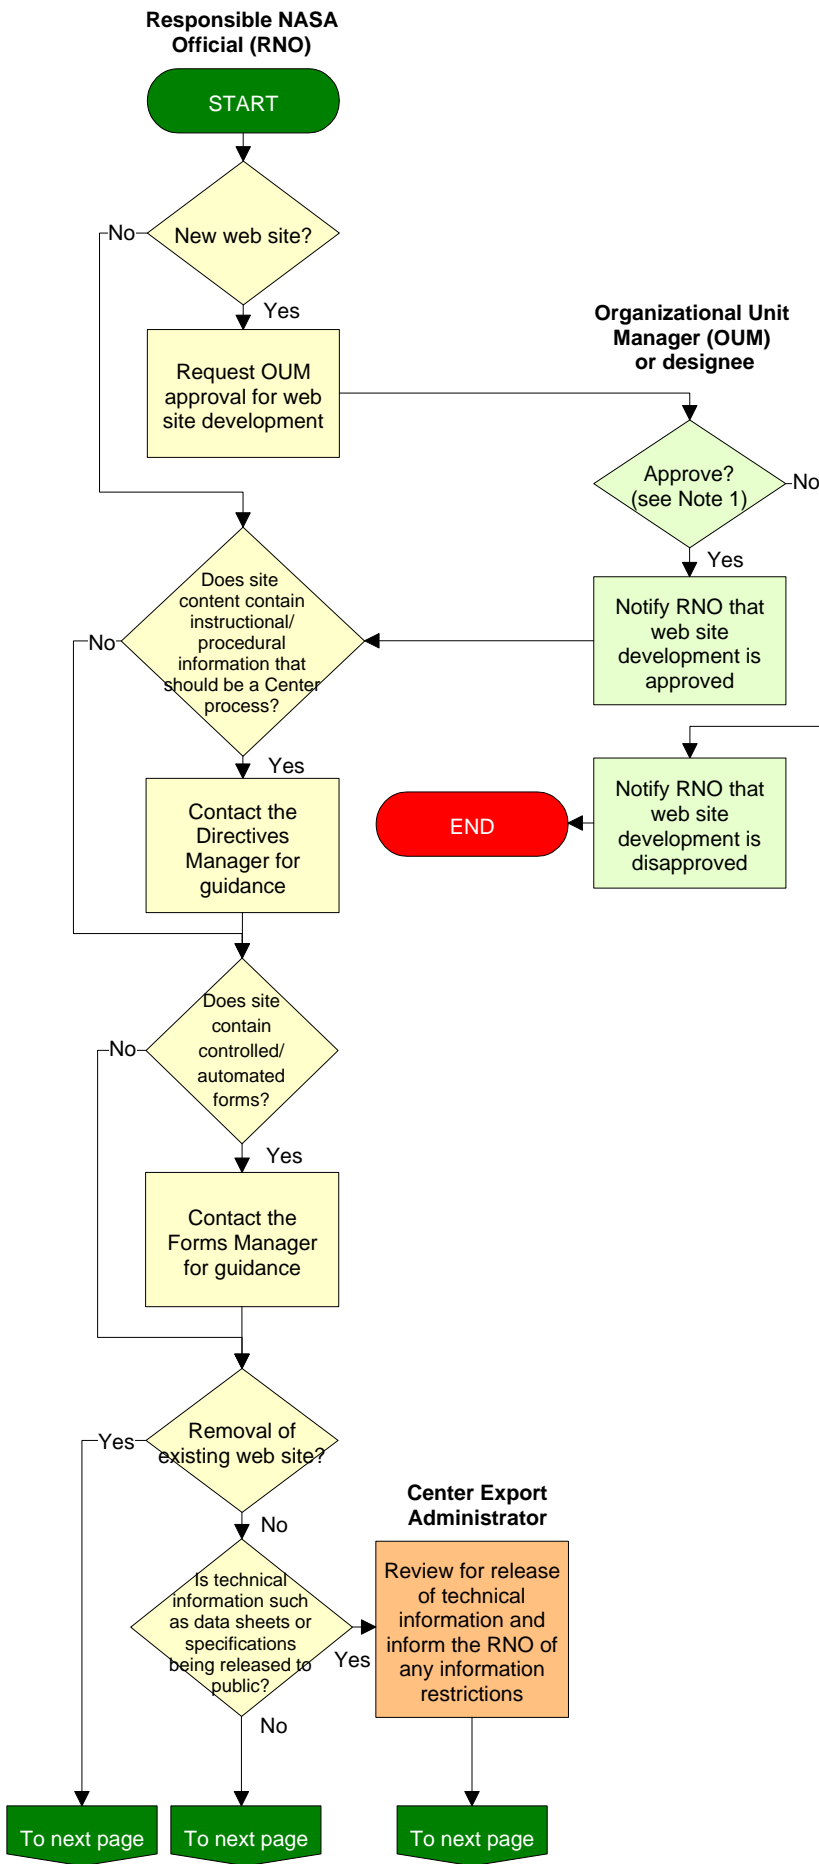 Responsible NASA
Official (RNO)
START
New web site?
No
Yes
Request OUM
approval for web
site development
Organizational Unit
Manager (OUM)
or designee
Approve?
(see Note 1)
No
Yes
Notify RNO that
web site
development is
approved
Does site
content contain
instructional/
procedural
information that
should be a Center
process?
No
Yes
Notify RNO that
web site
development is
disapproved
END
Contact the
Directives
Manager for
guidance
Does site
contain
controlled/
automated
forms?
No
Yes
Contact the
Forms Manager
for guidance
Removal of
existing web site?
Yes
No
Center Export
Administrator
Is technical
information such
as data sheets or
specifications
being released to
public?
Yes
No
Review for release
of technical
information and
inform the RNO of
any information
restrictions
To next page
To next page
To next page